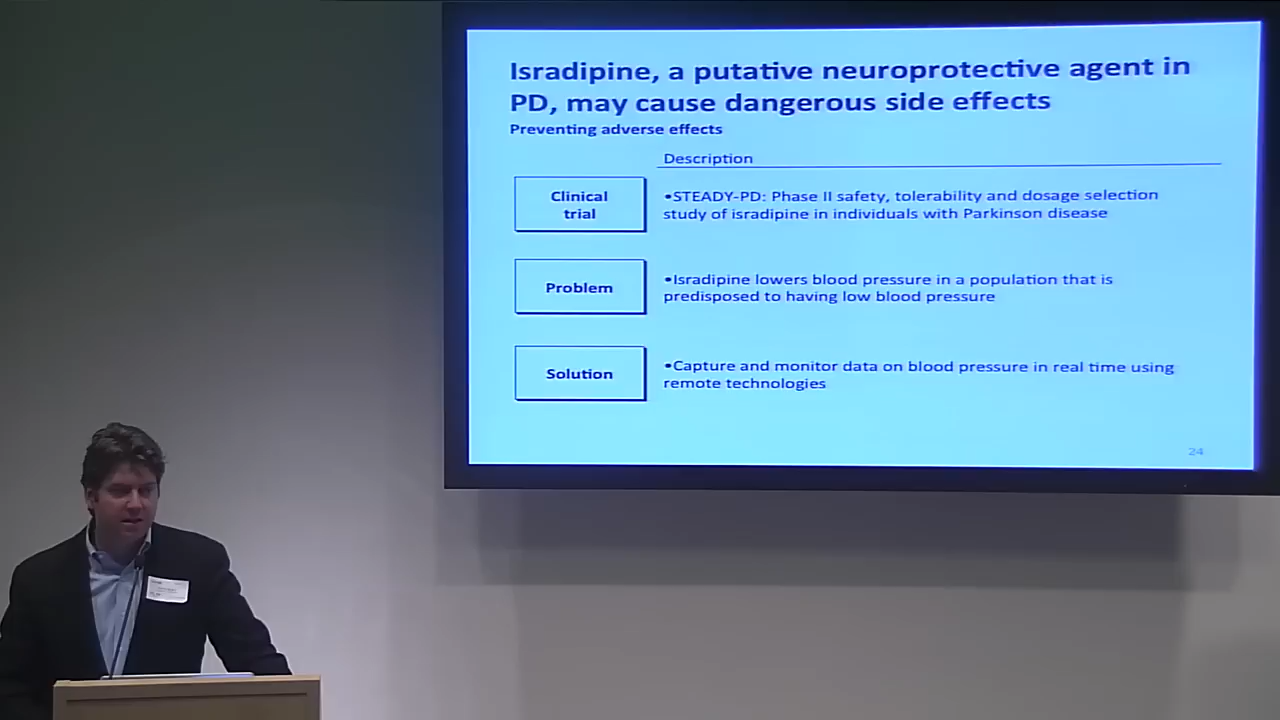 Isradipine, a putative neuroprotective agent in
PD, may cause dangerous side effects
Preventing adverse effects
Description
Clinical
trial
•STEADY-PD: Phase II safety, tolerability and dosage selection
study of isradipine in individuals with Parkinson disease
Problem
•Isradipine lowers blood pressure in a population that is
predisposed to having low blood pressure
Solution
•Capture and monitor data on blood pressure in real time using
remote technologies
24